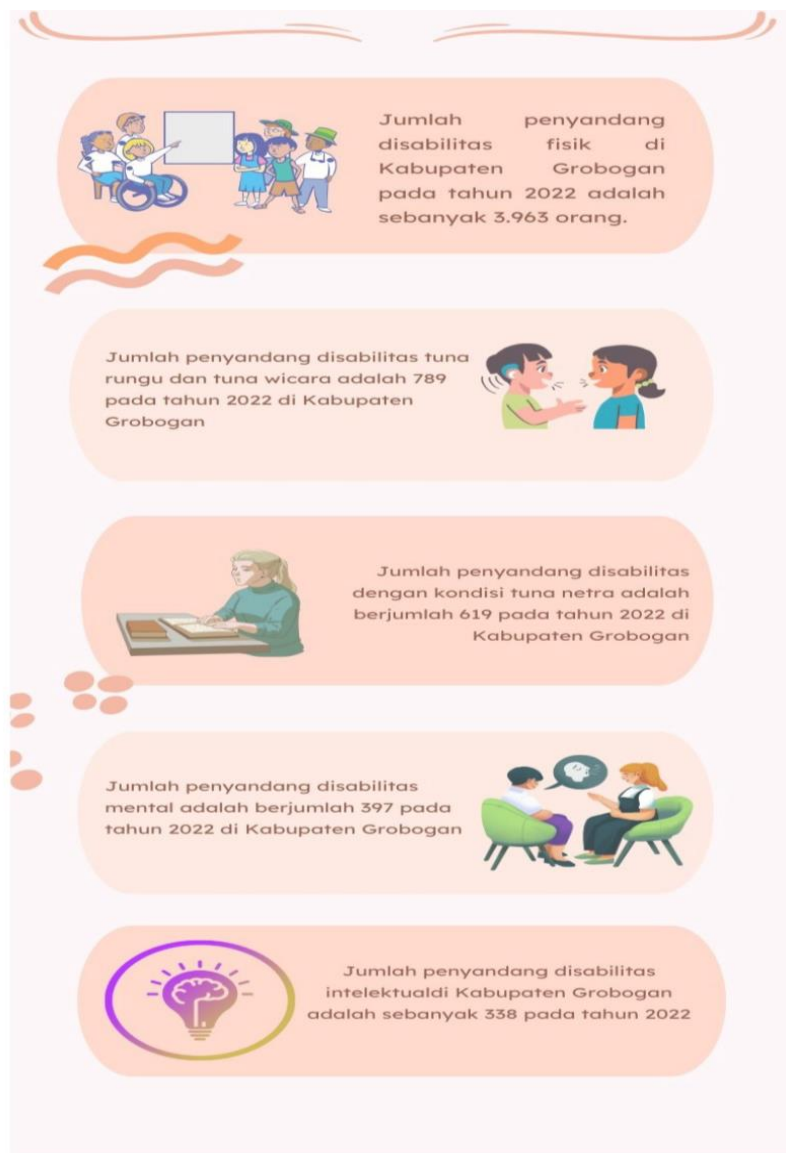 Jumlah penyandang
disabilitas fisik di
Kabupaten Grobogan
pada tahun 2022 adalah
sebanyak 3.963 orang.
Jumlah penyandang disabilitas tuna
rungu dan tuna wicara adalah 789
pada tahun 2022 di Kabupaten
Grobogan
Jumlah penyandang disabilitas
dengan kondisi tuna netra adalah
berjumlah 619 pada tahun 2022 di
Kabupaten Grobogan
Jumlah penyandang disabilitas
mental adalah berjumlah 397 pada
tahun 2022 di Kabupaten Grobogan
Jumlah penyandang disabilitas
intelektualdi Kabupaten Grobogan
adalah sebanyak 338 pada tahun 2022